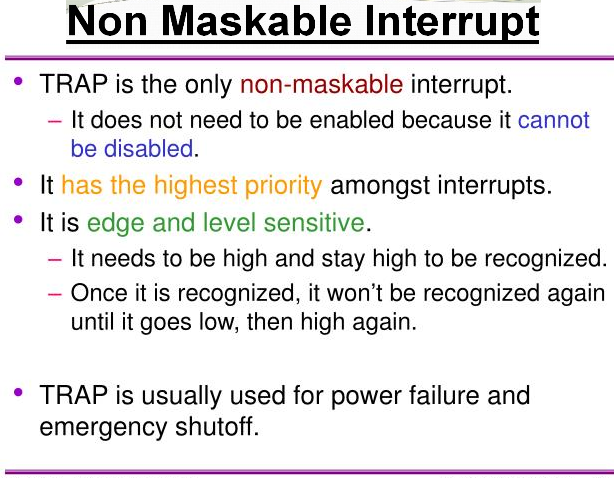 Non Maskable Interrupt
• TRAP is the only non-maskable interrupt.
– It does not need to be enabled because it cannot
be disabled.
• It has the highest priority amongst interrupts.
• It is edge and level sensitive.
– It needs to be high and stay high to be recognized.
– Once it is recognized, it won’t be recognized again
until it goes low, then high again.
• TRAP is usually used for power failure and
emergency shutoff.